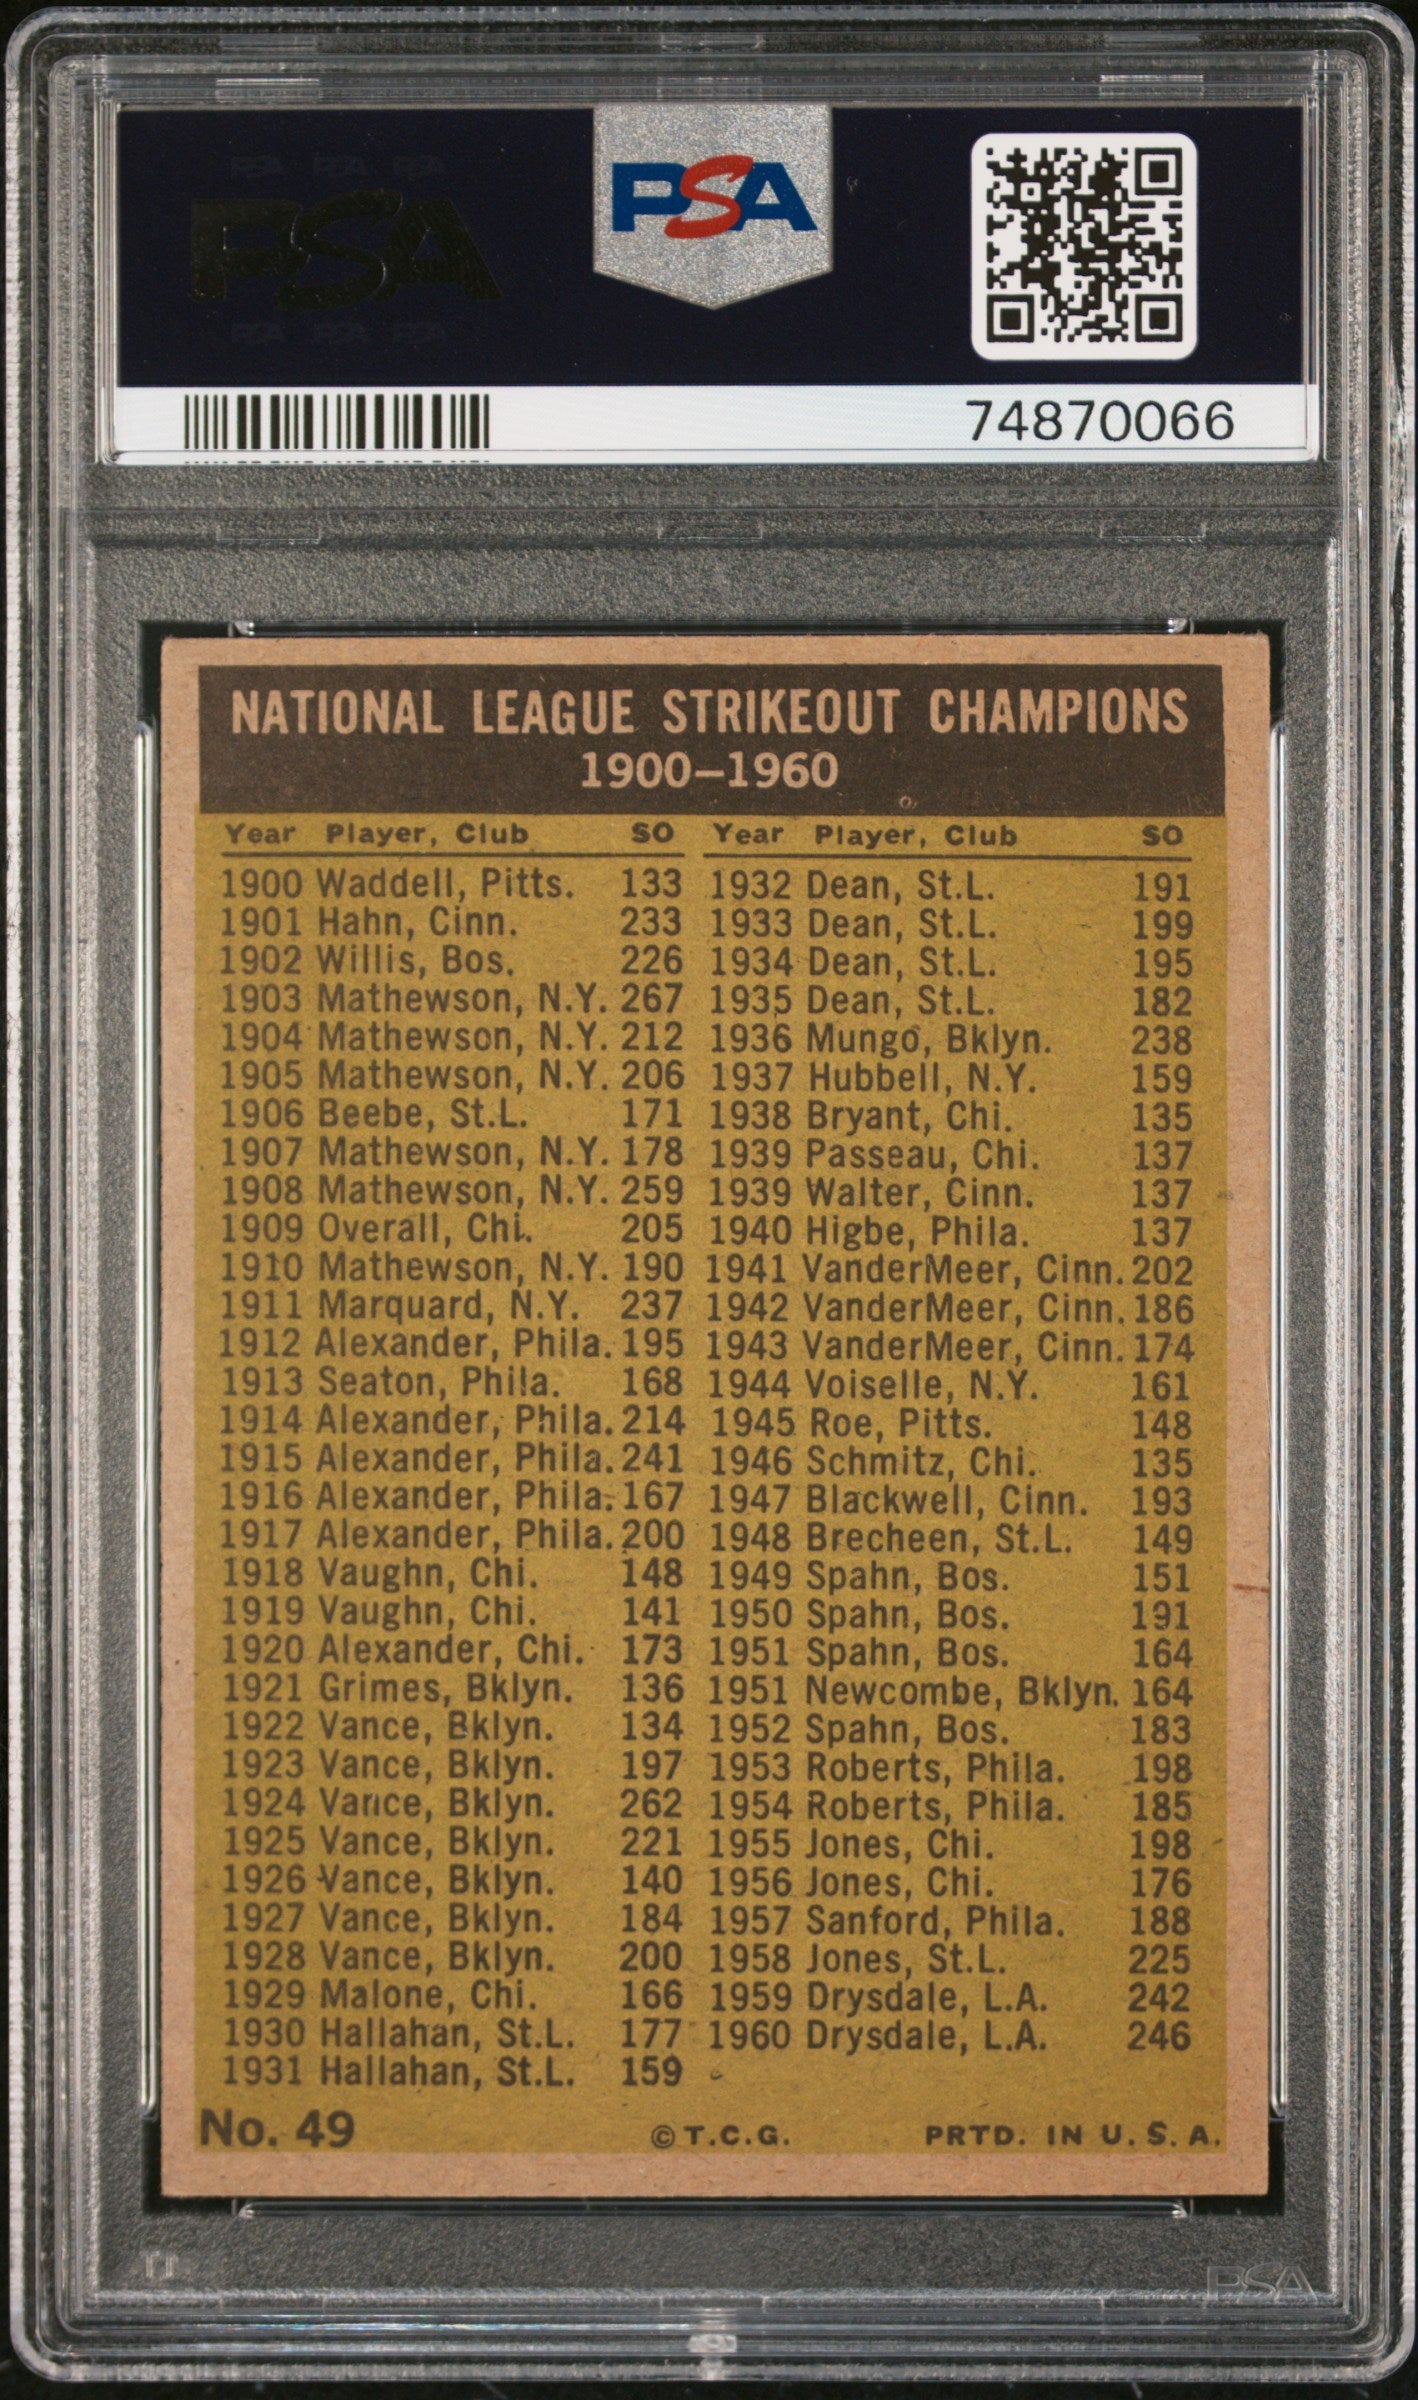 PSA PSA PSA
PSA
PSA PSA PSA
PSA
74870066
NATIONAL LEAGUE STRIKEOUT CHAMPIONS
1900–1960
Year Player, Club SO Year Player, Club SO
1900 Waddell, Pitts. 133 1932 Dean, St.L. 191
1901 Hahn, Cinn. 233 1933 Dean, St.L. 199
1902 Willis, Bos. 226 1934 Dean, St.L. 195
1903 Mathewson, N.Y. 267 1935 Dean, St.L. 182
1904 Mathewson, N.Y. 212 1936 Mungo, Bklyn. 238
1905 Mathewson, N.Y. 206 1937 Hubbell, N.Y. 159
1906 Beebe, St.L. 171 1938 Bryant, Chi. 135
1907 Mathewson, N.Y. 178 1939 Passeau, Chi. 137
1908 Mathewson, N.Y. 259 1939 Walter, Cinn. 137
1909 Overall, Chi. 205 1940 Higbe, Phila. 137
1910 Mathewson, N.Y. 190 1941 VanderMeer, Cinn. 202
1911 Marquard, N.Y. 237 1942 VanderMeer, Cinn. 186
1912 Alexander, Phila. 195 1943 VanderMeer, Cinn. 174
1913 Seaton, Phila. 168 1944 Voiselle, N.Y. 161
1914 Alexander, Phila. 214 1945 Roe, Pitts. 148
1915 Alexander, Phila. 241 1946 Schmitz, Chi. 135
1916 Alexander, Phila. 167 1947 Blackwell, Cinn. 193
1917 Alexander, Phila. 200 1948 Brecheen, St.L. 149
1918 Vaughn, Chi. 148 1949 Spahn, Bos. 151
1919 Vaughn, Chi. 141 1950 Spahn, Bos. 191
1920 Alexander, Chi. 173 1951 Spahn, Bos. 164
1921 Grimes, Bklyn. 136 1951 Newcombe, Bklyn. 164
1922 Vance, Bklyn. 134 1952 Spahn, Bos. 183
1923 Vance, Bklyn. 197 1953 Roberts, Phila. 198
1924 Vance, Bklyn. 262 1954 Roberts, Phila. 185
1925 Vance, Bklyn. 221 1955 Jones, Chi. 198
1926 Vance, Bklyn. 140 1956 Jones, Chi. 176
1927 Vance, Bklyn. 184 1957 Sanford, Phila. 188
1928 Vance, Bklyn. 200 1958 Jones, St.L. 225
1929 Malone, Chi. 166 1959 Drysdale, L.A. 242
1930 Hallahan, St.L. 177 1960 Drysdale, L.A. 246
1931 Hallahan, St.L. 159
No. 49 © T.C.G. PRTD. IN U. S. A.
PSA